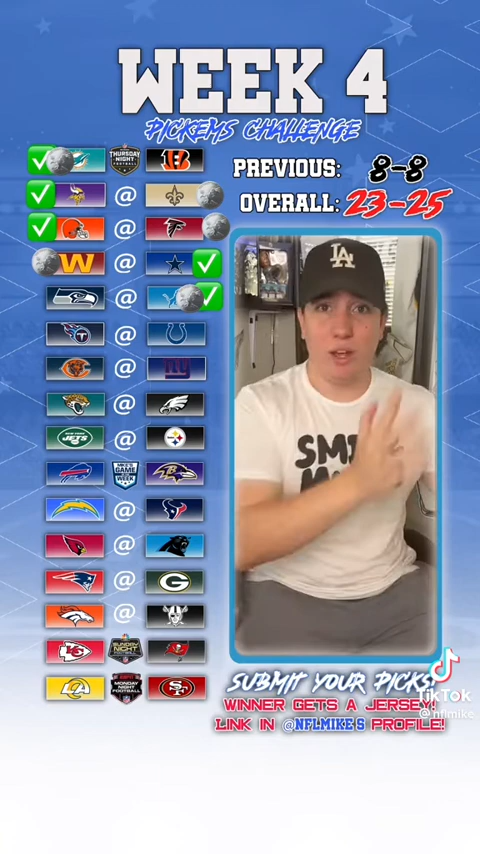 WEEK 4
PICKEMS CHALLENGE
THURSDAY
NIGHT
FOOTBALL
PREVIOUS: 8-8
OVERALL: 23-25
@
@
@
@
@
@
@
@
MIKE'S
GAME
OF THE
WEEK
@
@
@
@
SUNDAY
NIGHT
FOOTBALL
MONDAY
NIGHT
FOOTBALL
LA
SUBMIT YOUR PICKS!
WINNER GETS A JERSEY!
LINK IN @NFLMIKE'S PROFILE!
TikTok
@nflmike